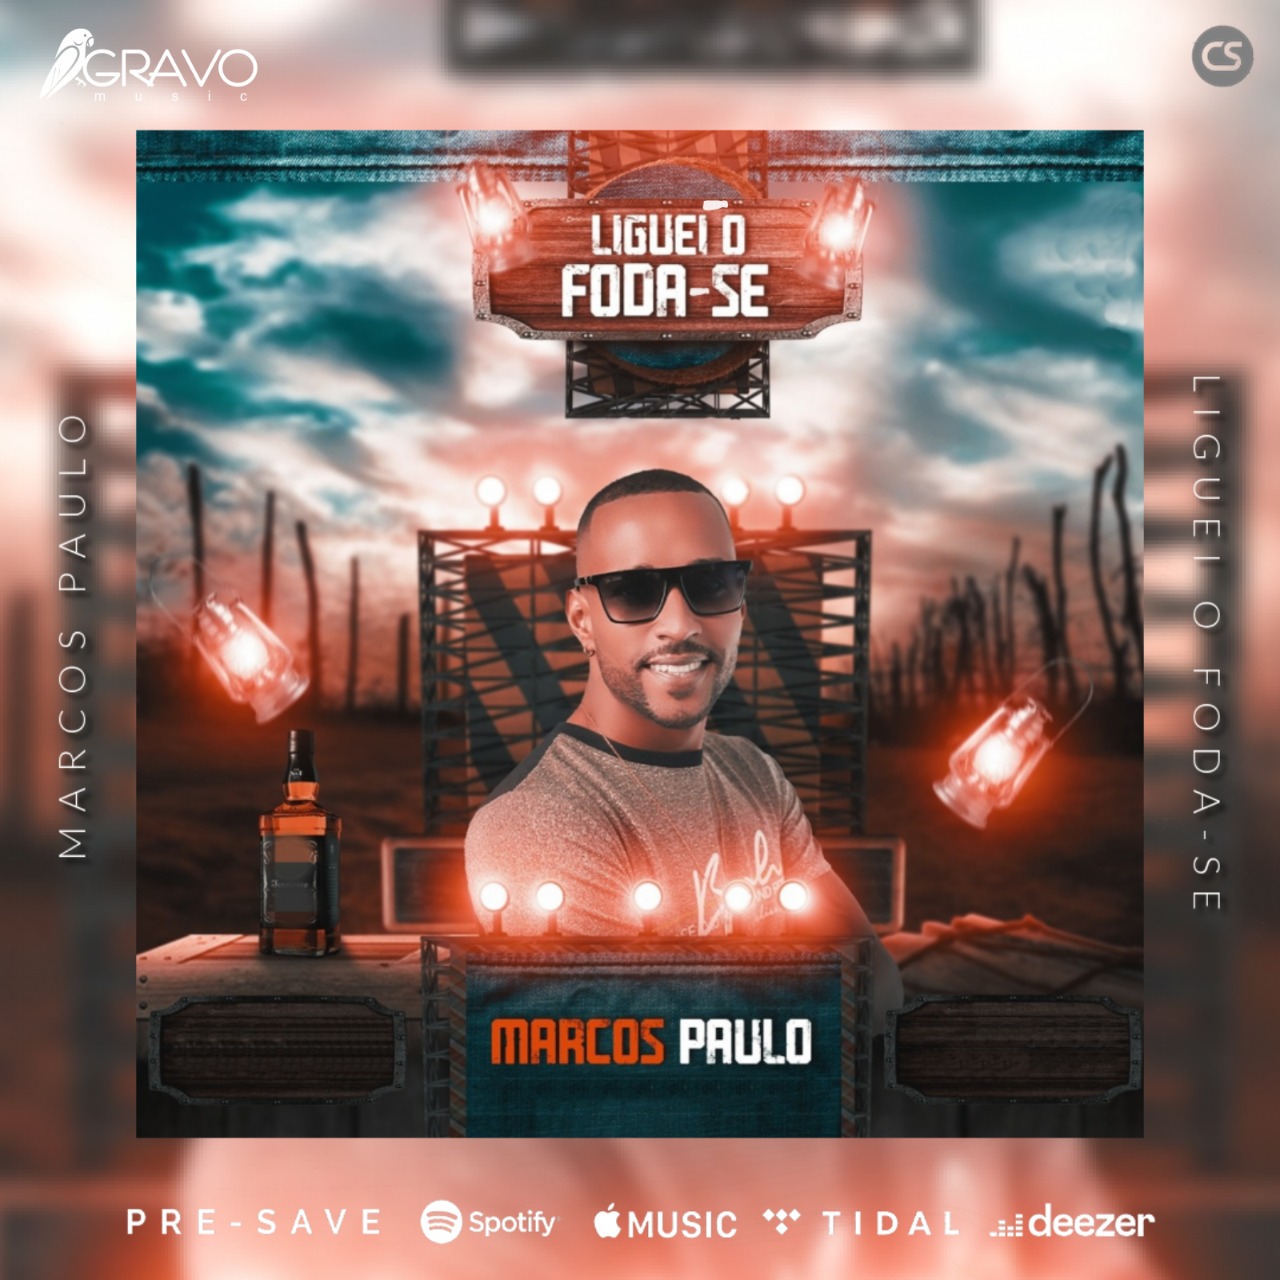 GRAVO
music
CS
LIGUEI O
FODA-SE
MARCOS PAULO
LIGUEI O FODA-SE
MARCOS PAULO
PRE-SAVE Spotify MUSIC TIDAL deezer